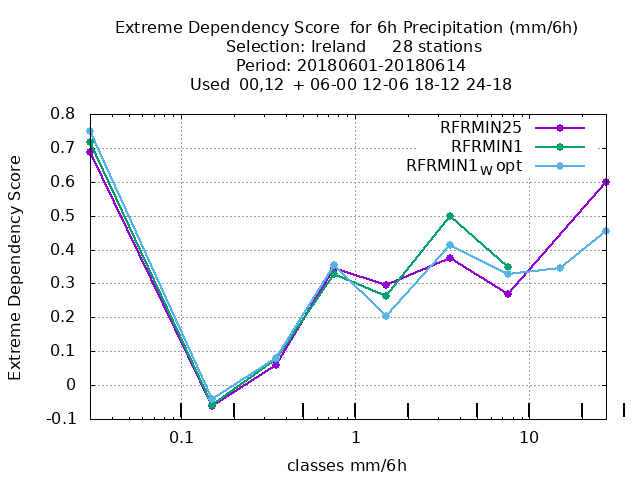 Extreme Dependency Score  for 6h Precipitation (mm/6h)
Selection: Ireland     28 stations
Period: 20180601-20180614
Used  00,12  + 06-00 12-06 18-12 24-18
RFRMIN25
RFRMIN1
RFRMIN1W opt
Extreme Dependency Score
0.8
0.7
0.6
0.5
0.4
0.3
0.2
0.1
0
-0.1
0.1
1
10
classes mm/6h